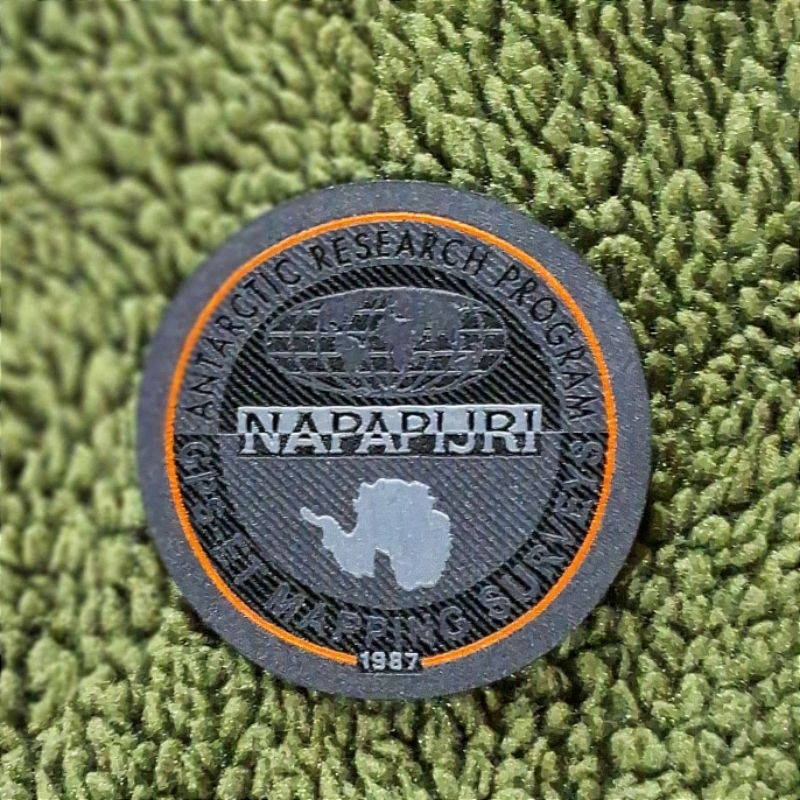 ANTARCTIC RESEARCH PROGRAM
NAPAPIJRI
MAPPING SURVEYS
1987